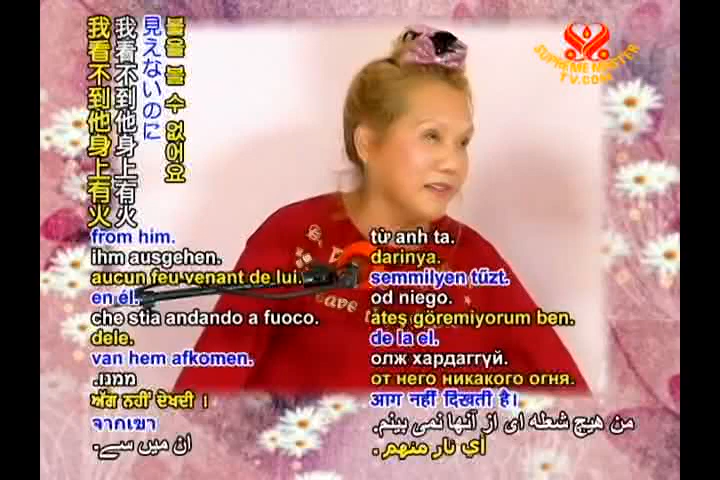 SUPREME MASTER
TV.COM
불을 볼 수 없어요
見えないのに
我看不到他身上有火
我看不到他身上有火
from him.
ihm ausgehen.
aucun feu venant de lui.
en él.
che stia andando a fuoco.
dele.
van hem afkomen.
ממנו.
ਅੱਗ ਨਹੀਂ ਦੇਖਦੀ ।
จากเขา
ان میں سے۔
từ anh ta.
darinya.
semmilyen tüzt.
od niego.
ateş göremiyorum ben.
de la el.
олж хардаггүй.
от него никакого огня.
आग नहीं दिखती है।
من هیچ شعله ای از آنها نمی بینم.
أي نار منهم.